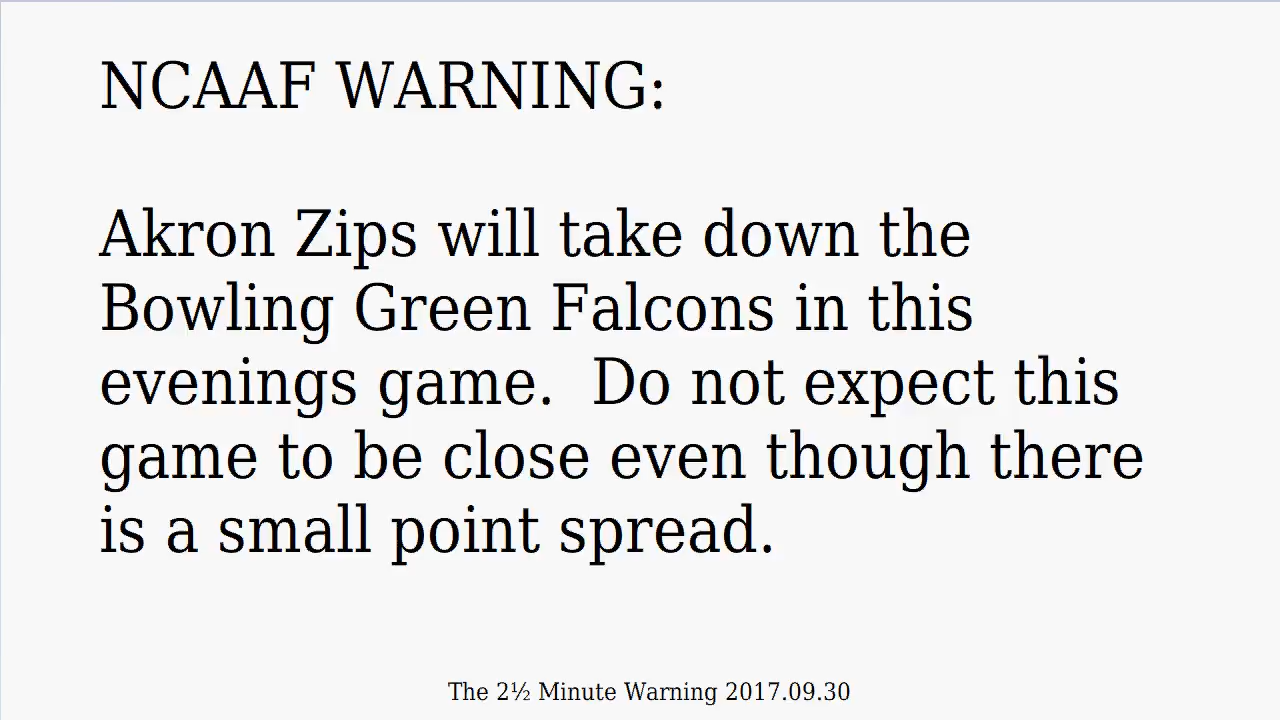 NCAAF WARNING:
Akron Zips will take down the
Bowling Green Falcons in this
evenings game.  Do not expect this
game to be close even though there
is a small point spread.
The 2½ Minute Warning 2017.09.30